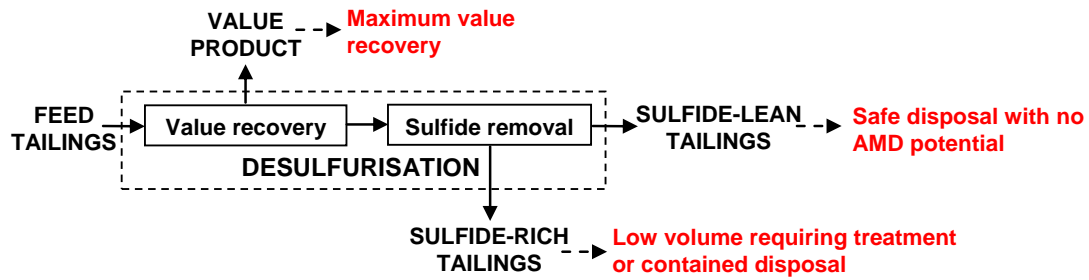 VALUE
PRODUCT
Maximum value
recovery
FEED
TAILINGS
Value recovery
Sulfide removal
SULFIDE-LEAN
TAILINGS
Safe disposal with no
AMD potential
DESULFURISATION
SULFIDE-RICH
TAILINGS
Low volume requiring treatment
or contained disposal